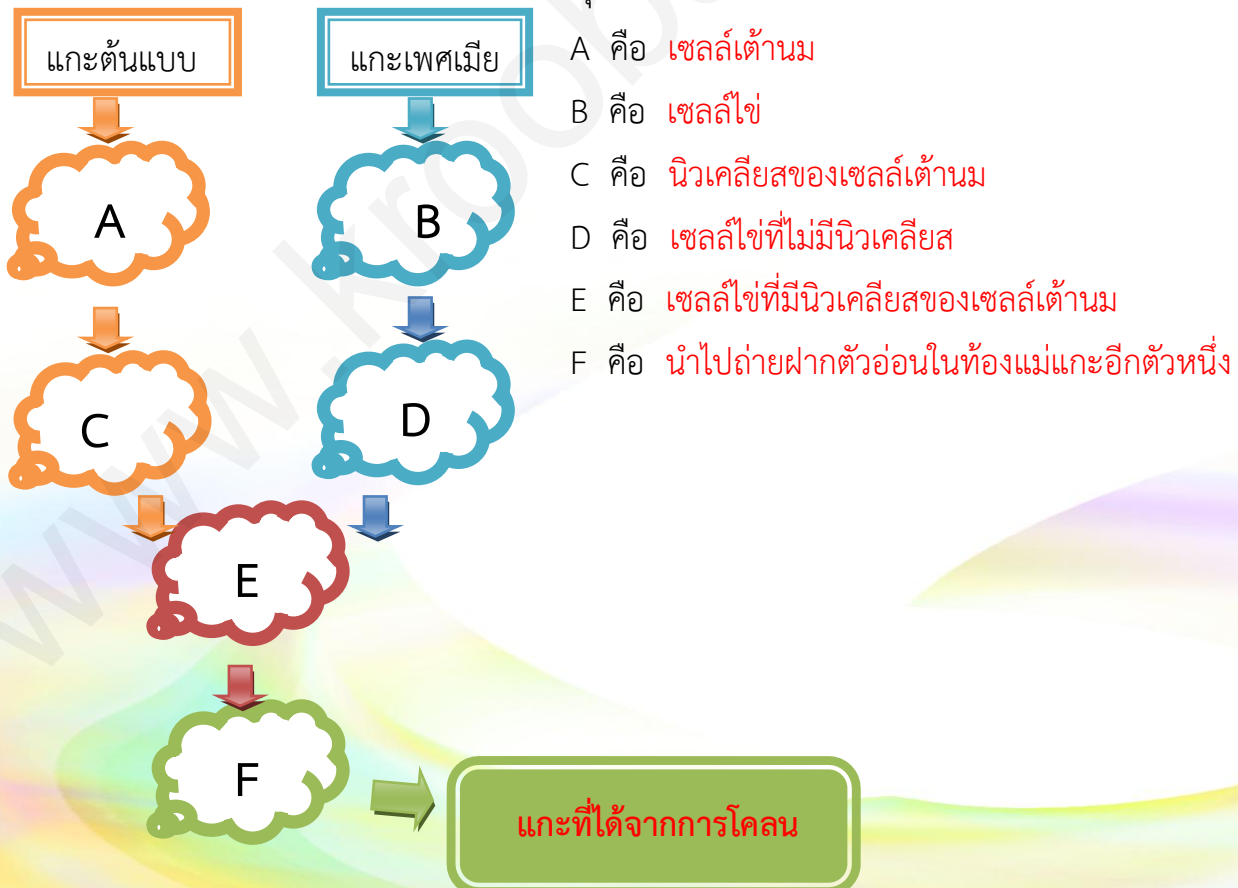 แกะต้นแบบ
แกะเพศเมีย
A คือ เซลล์เต้านม
B คือ เซลล์ไข่
C คือ นิวเคลียสของเซลล์เต้านม
D คือ เซลล์ไข่ที่ไม่มีนิวเคลียส
E คือ เซลล์ไข่ที่มีนิวเคลียสของเซลล์เต้านม
F คือ นำไปถ่ายฝากตัวอ่อนในท้องแม่แกะอีกตัวหนึ่ง
A
B
C
D
E
F
แกะที่ได้จากการโคลน